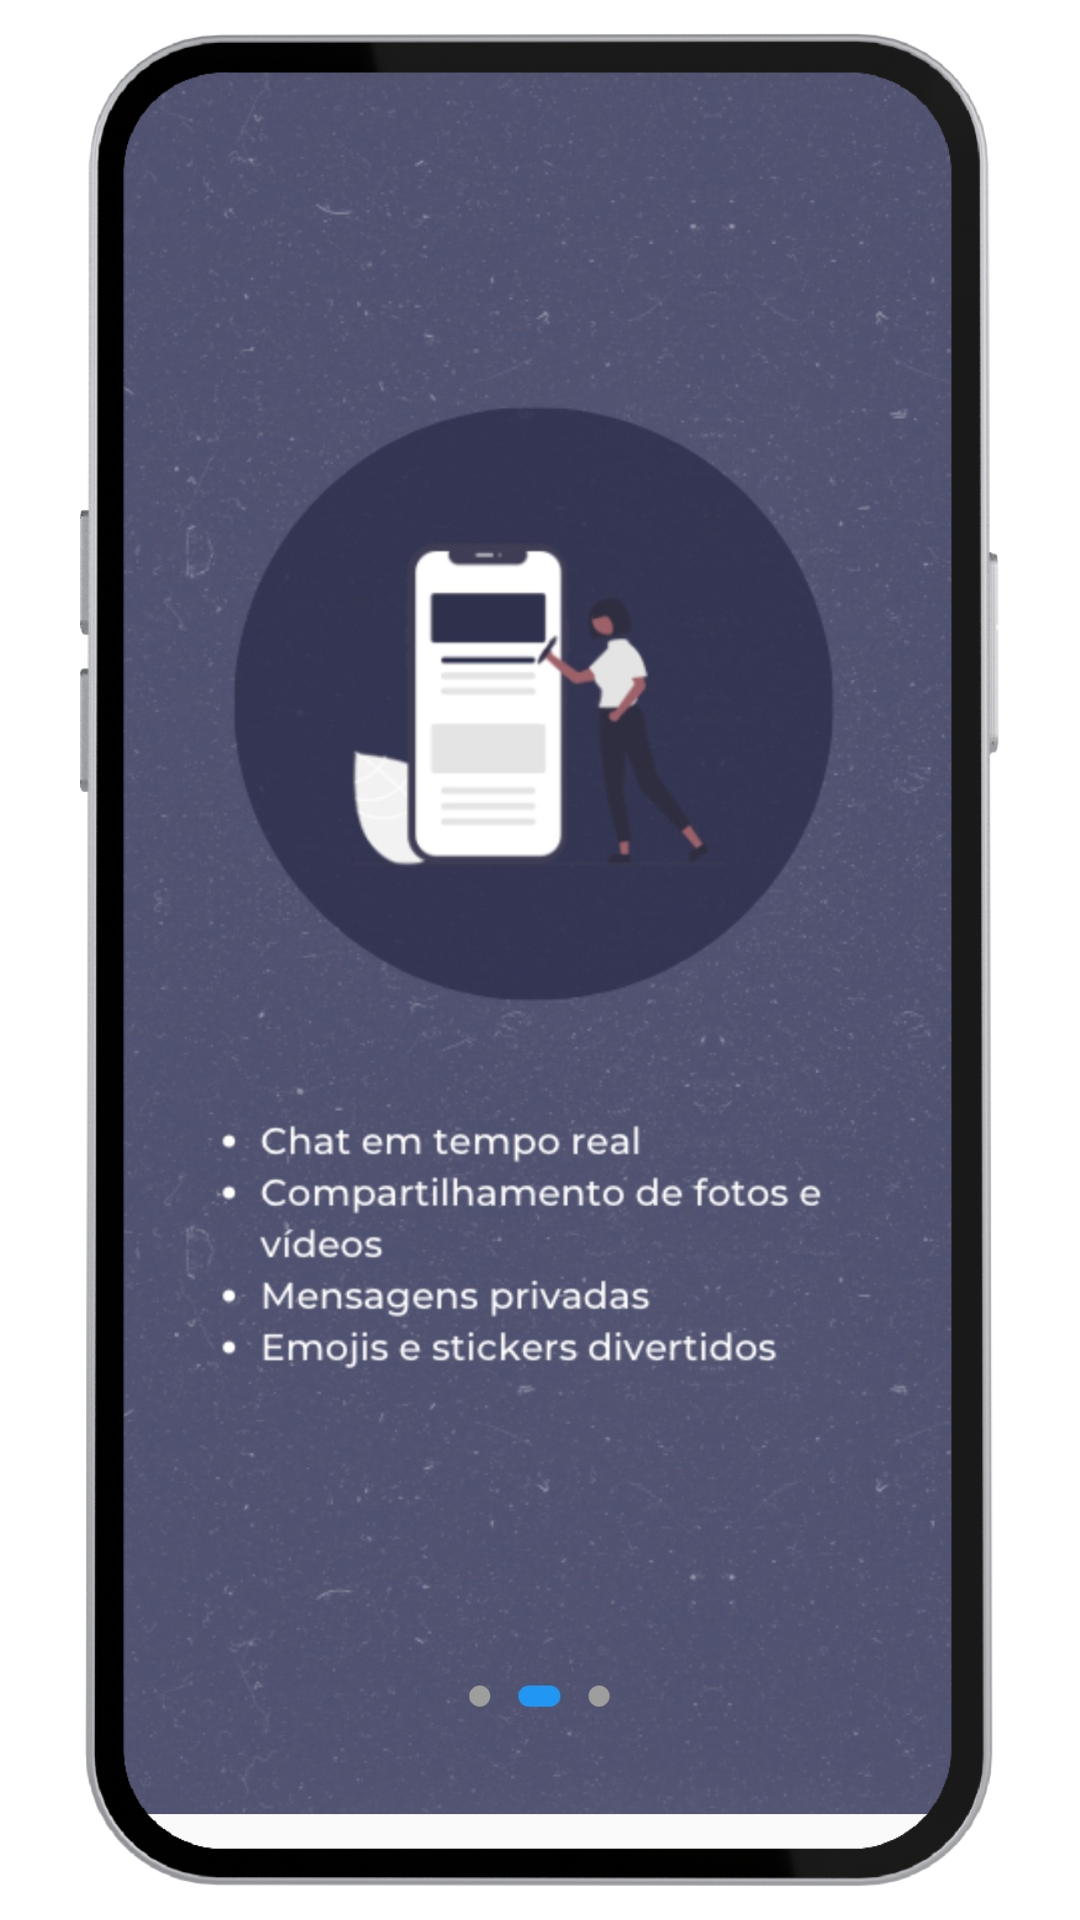 • Chat em tempo real
• Compartilhamento de fotos e
vídeos
• Mensagens privadas
• Emojis e stickers divertidos